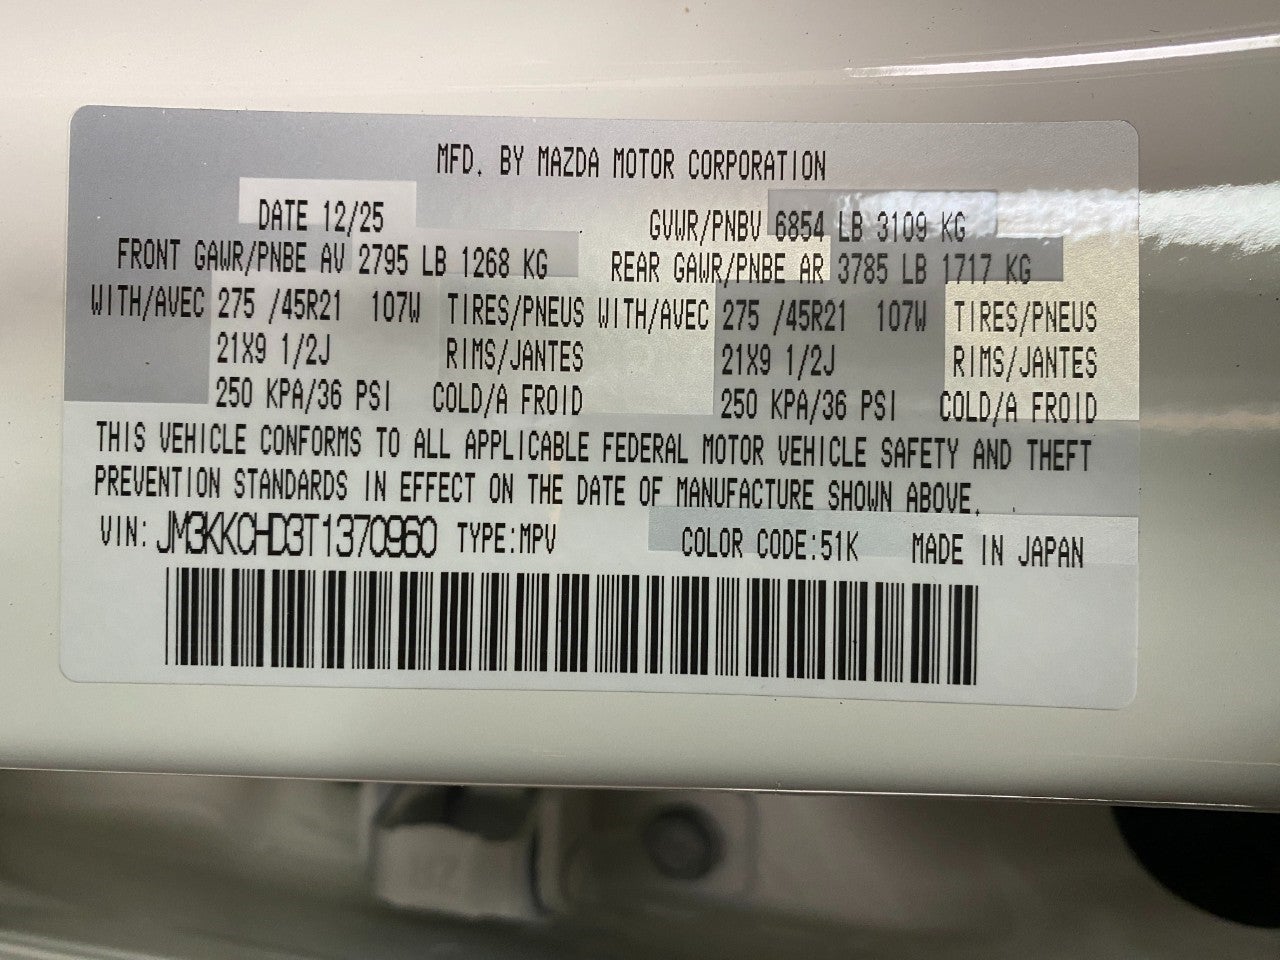 MFD. BY MAZDA MOTOR CORPORATION
DATE 12/25 GVWR/PNBV 6854 LB 3109 KG
FRONT GAWR/PNBE AV 2795 LB 1268 KG REAR GAWR/PNBE AR 3785 LB 1717 KG
WITH/AVEC 275 /45R21 107W TIRES/PNEUS WITH/AVEC 275 /45R21 107W TIRES/PNEUS
21X9 1/2J RIMS/JANTES 21X9 1/2J RIMS/JANTES
250 KPA/36 PSI COLD/A FROID 250 KPA/36 PSI COLD/A FROID
THIS VEHICLE CONFORMS TO ALL APPLICABLE FEDERAL MOTOR VEHICLE SAFETY AND THEFT
PREVENTION STANDARDS IN EFFECT ON THE DATE OF MANUFACTURE SHOWN ABOVE.
VIN: JM3KKCHD3T1370960 TYPE:MPV COLOR CODE:51K MADE IN JAPAN